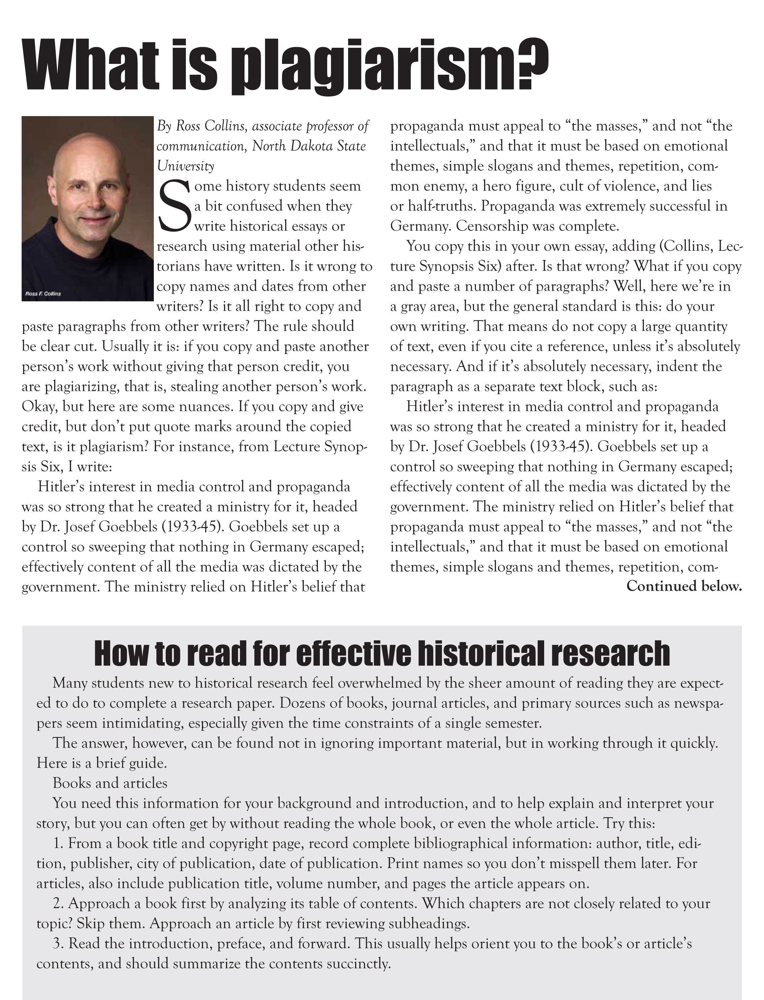 What is plagiarism?
By Ross Collins, associate professor of
communication, North Dakota State
University
Some history students seem
a bit confused when they
write historical essays or
research using material other his-
torians have written. Is it wrong to
copy names and dates from other
writers? Is it all right to copy and
Ross F. Collins
paste paragraphs from other writers? The rule should
be clear cut. Usually it is: if you copy and paste another
person’s work without giving that person credit, you
are plagiarizing, that is, stealing another person’s work.
Okay, but here are some nuances. If you copy and give
credit, but don’t put quote marks around the copied
text, is it plagiarism? For instance, from Lecture Synop-
sis Six, I write:
Hitler’s interest in media control and propaganda
was so strong that he created a ministry for it, headed
by Dr. Josef Goebbels (1933-45). Goebbels set up a
control so sweeping that nothing in Germany escaped;
effectively content of all the media was dictated by the
government. The ministry relied on Hitler’s belief that
propaganda must appeal to “the masses,” and not “the
intellectuals,” and that it must be based on emotional
themes, simple slogans and themes, repetition, com-
mon enemy, a hero figure, cult of violence, and lies
or half-truths. Propaganda was extremely successful in
Germany. Censorship was complete.
You copy this in your own essay, adding (Collins, Lec-
ture Synopsis Six) after. Is that wrong? What if you copy
and paste a number of paragraphs? Well, here we’re in
a gray area, but the general standard is this: do your
own writing. That means do not copy a large quantity
of text, even if you cite a reference, unless it’s absolutely
necessary. And if it’s absolutely necessary, indent the
paragraph as a separate text block, such as:
Hitler’s interest in media control and propaganda
was so strong that he created a ministry for it, headed
by Dr. Josef Goebbels (1933-45). Goebbels set up a
control so sweeping that nothing in Germany escaped;
effectively content of all the media was dictated by the
government. The ministry relied on Hitler’s belief that
propaganda must appeal to “the masses,” and not “the
intellectuals,” and that it must be based on emotional
themes, simple slogans and themes, repetition, com-
Continued below.
How to read for effective historical research
Many students new to historical research feel overwhelmed by the sheer amount of reading they are expect-
ed to do to complete a research paper. Dozens of books, journal articles, and primary sources such as newspa-
pers seem intimidating, especially given the time constraints of a single semester.
The answer, however, can be found not in ignoring important material, but in working through it quickly.
Here is a brief guide.
Books and articles
You need this information for your background and introduction, and to help explain and interpret your
story, but you can often get by without reading the whole book, or even the whole article. Try this:
1. From a book title and copyright page, record complete bibliographical information: author, title, edi-
tion, publisher, city of publication, date of publication. Print names so you don’t misspell them later. For
articles, also include publication title, volume number, and pages the article appears on.
2. Approach a book first by analyzing its table of contents. Which chapters are not closely related to your
topic? Skip them. Approach an article by first reviewing subheadings.
3. Read the introduction, preface, and forward. This usually helps orient you to the book’s or article’s
contents, and should summarize the contents succinctly.